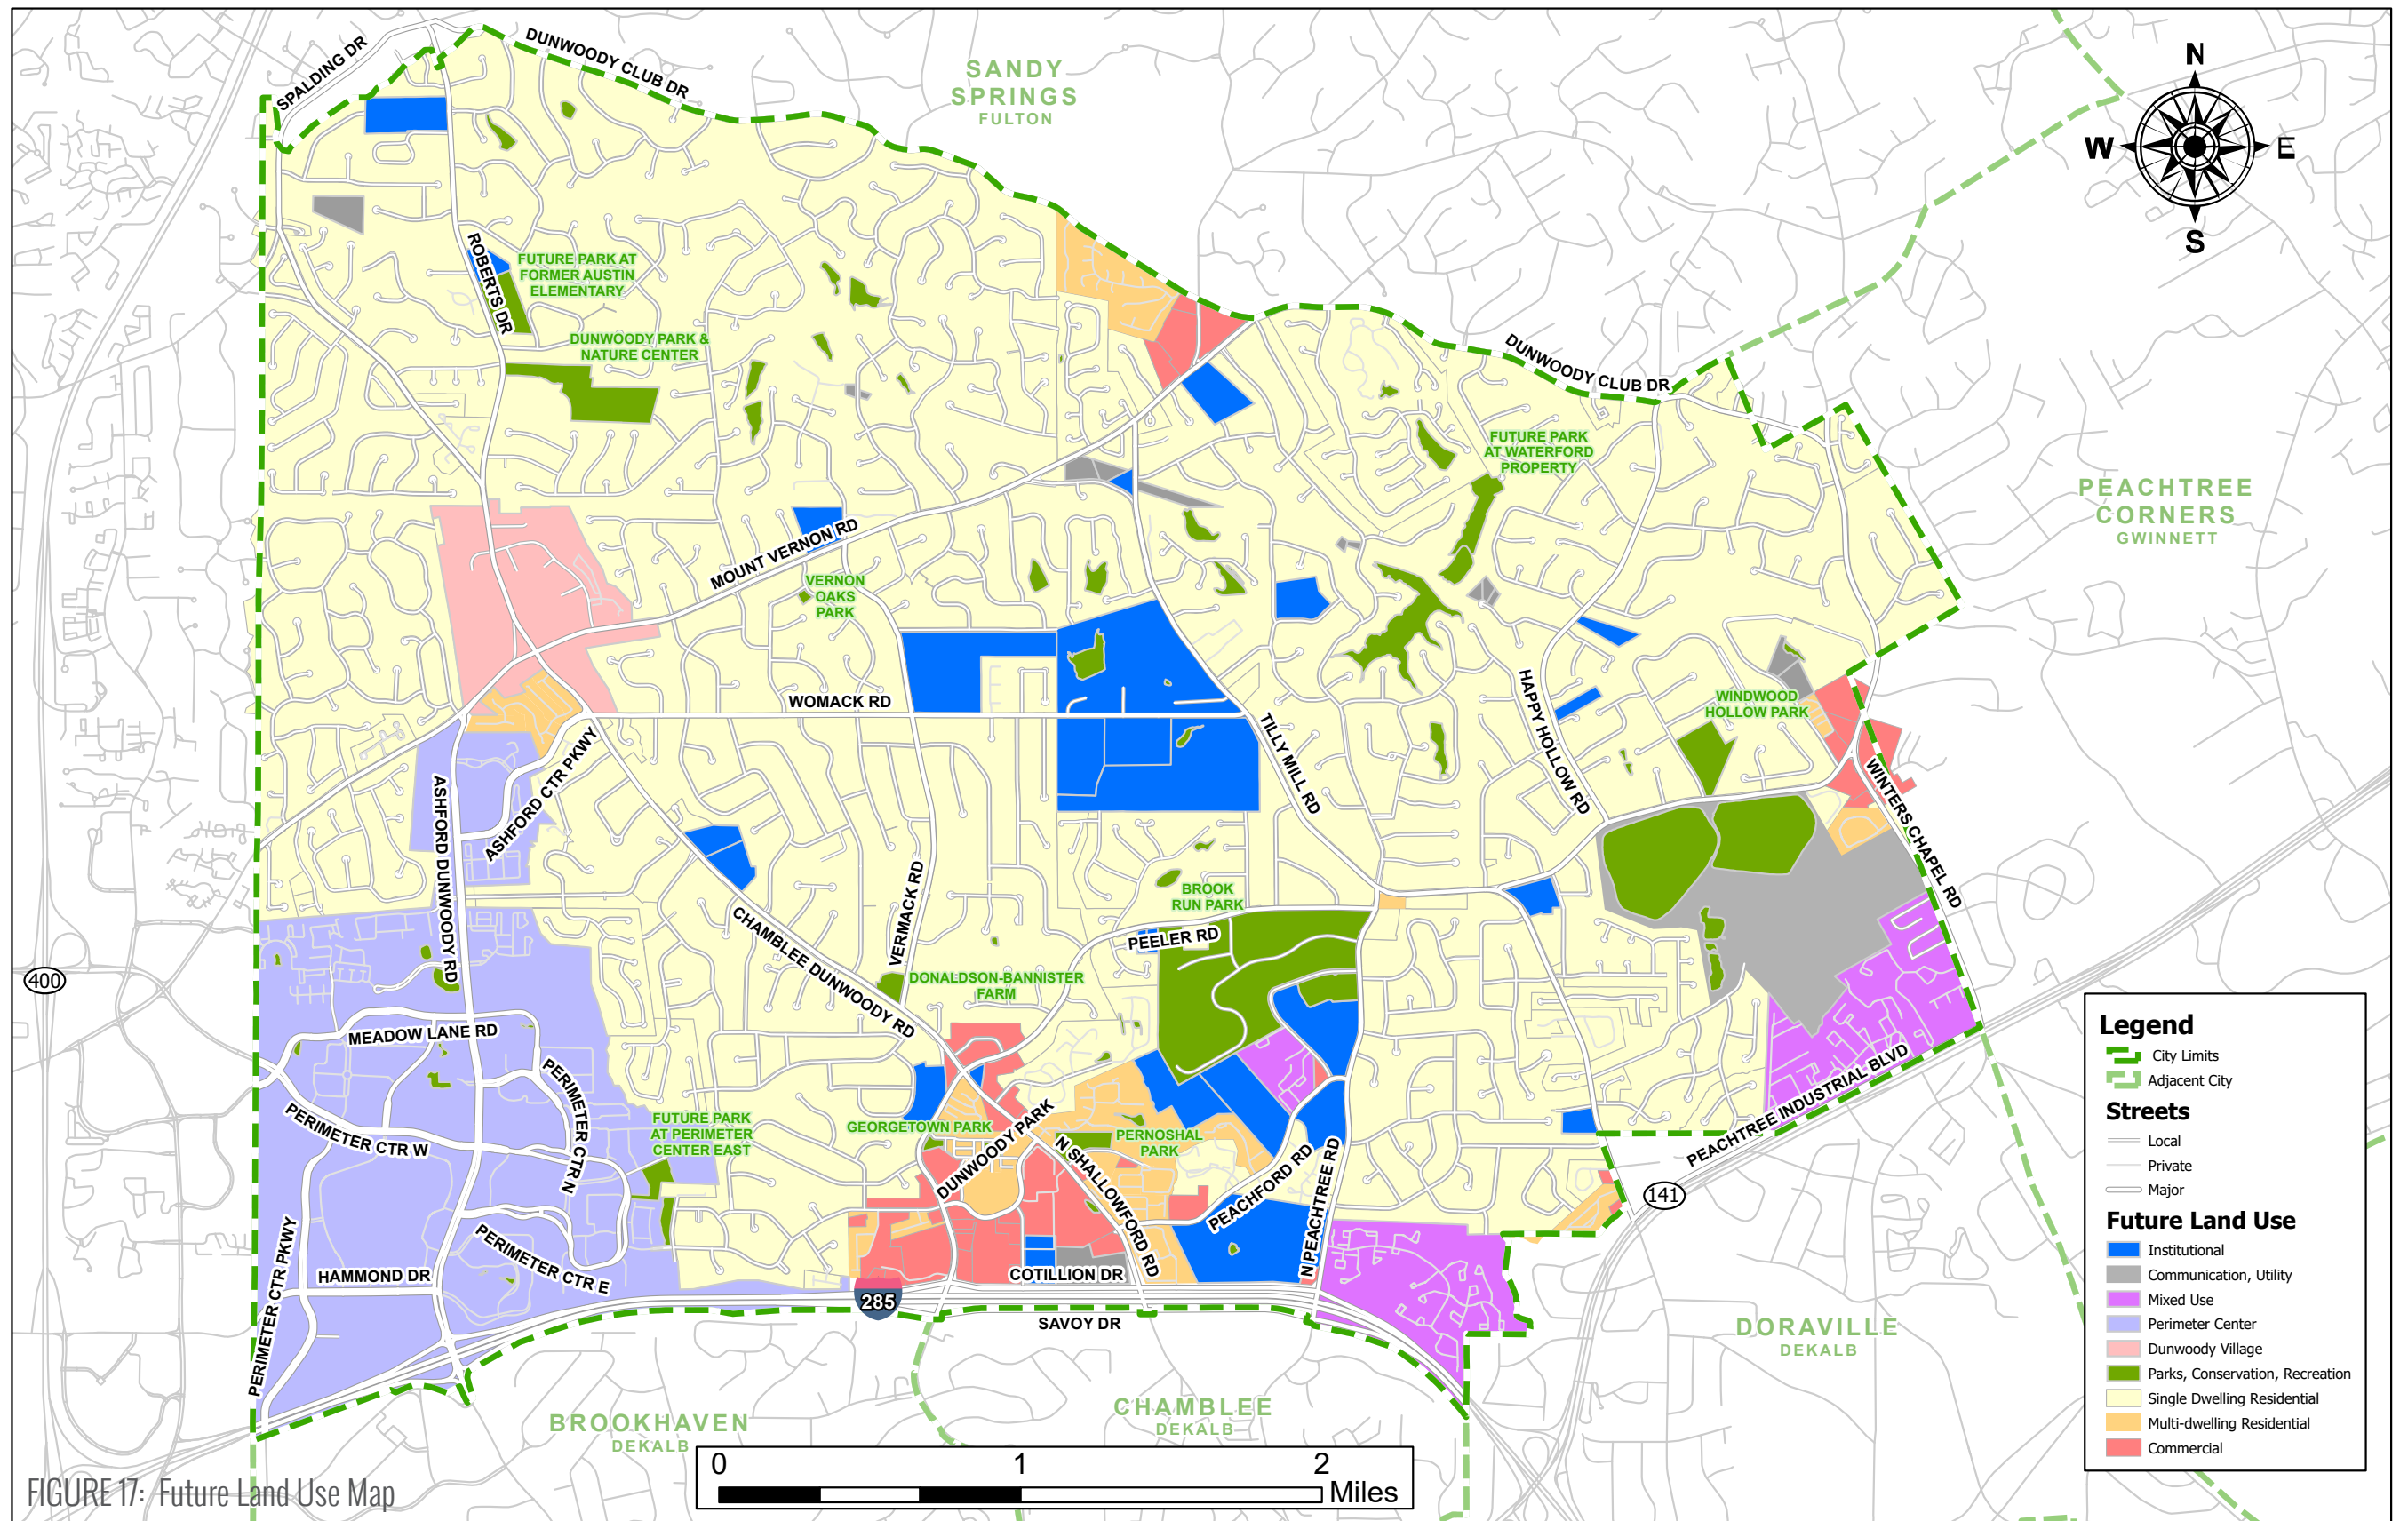 SPALDING DR
DUNWOODY CLUB DR
SANDY
SPRINGS
FULTON
N
W
E
S
ROBERTS DR
FUTURE PARK AT
FORMER AUSTIN
ELEMENTARY
DUNWOODY PARK &
NATURE CENTER
DUNWOODY CLUB DR
FUTURE PARK
AT WATERFORD
PROPERTY
PEACHTREE
CORNERS
GWINNETT
MOUNT VERNON RD
VERNON
OAKS
PARK
WOMACK RD
TILLY MILL RD
HAPPY HOLLOW RD
WINDWOOD
HOLLOW PARK
WINTERS CHAPEL RD
ASHFORD DUNWOODY RD
ASHFORD CTR PKWY
CHAMBLEE DUNWOODY RD
VERMACK RD
BROOK
RUN PARK
PEELER RD
DONALDSON-BANNISTER
FARM
400
MEADOW LANE RD
PERIMETER CTR N
PERIMETER CTR W
FUTURE PARK
AT PERIMETER
CENTER EAST
GEORGETOWN PARK
DUNWOODY PARK
N SHALLOWFORD RD
PERNOSHAL
PARK
PEACHFORD RD
N PEACHTREE RD
PEACHTREE INDUSTRIAL BLVD
141
PERIMETER CTR PKWY
HAMMOND DR
PERIMETER CTR E
COTILLION DR
285
SAVOY DR
BROOKHAVEN
DEKALB
CHAMBLEE
DEKALB
DORAVILLE
DEKALB
Legend
City Limits
Adjacent City
Streets
Local
Private
Major
Future Land Use
Institutional
Communication, Utility
Mixed Use
Perimeter Center
Dunwoody Village
Parks, Conservation, Recreation
Single Dwelling Residential
Multi-dwelling Residential
Commercial
0 1 2
Miles
FIGURE 17: Future Land Use Map